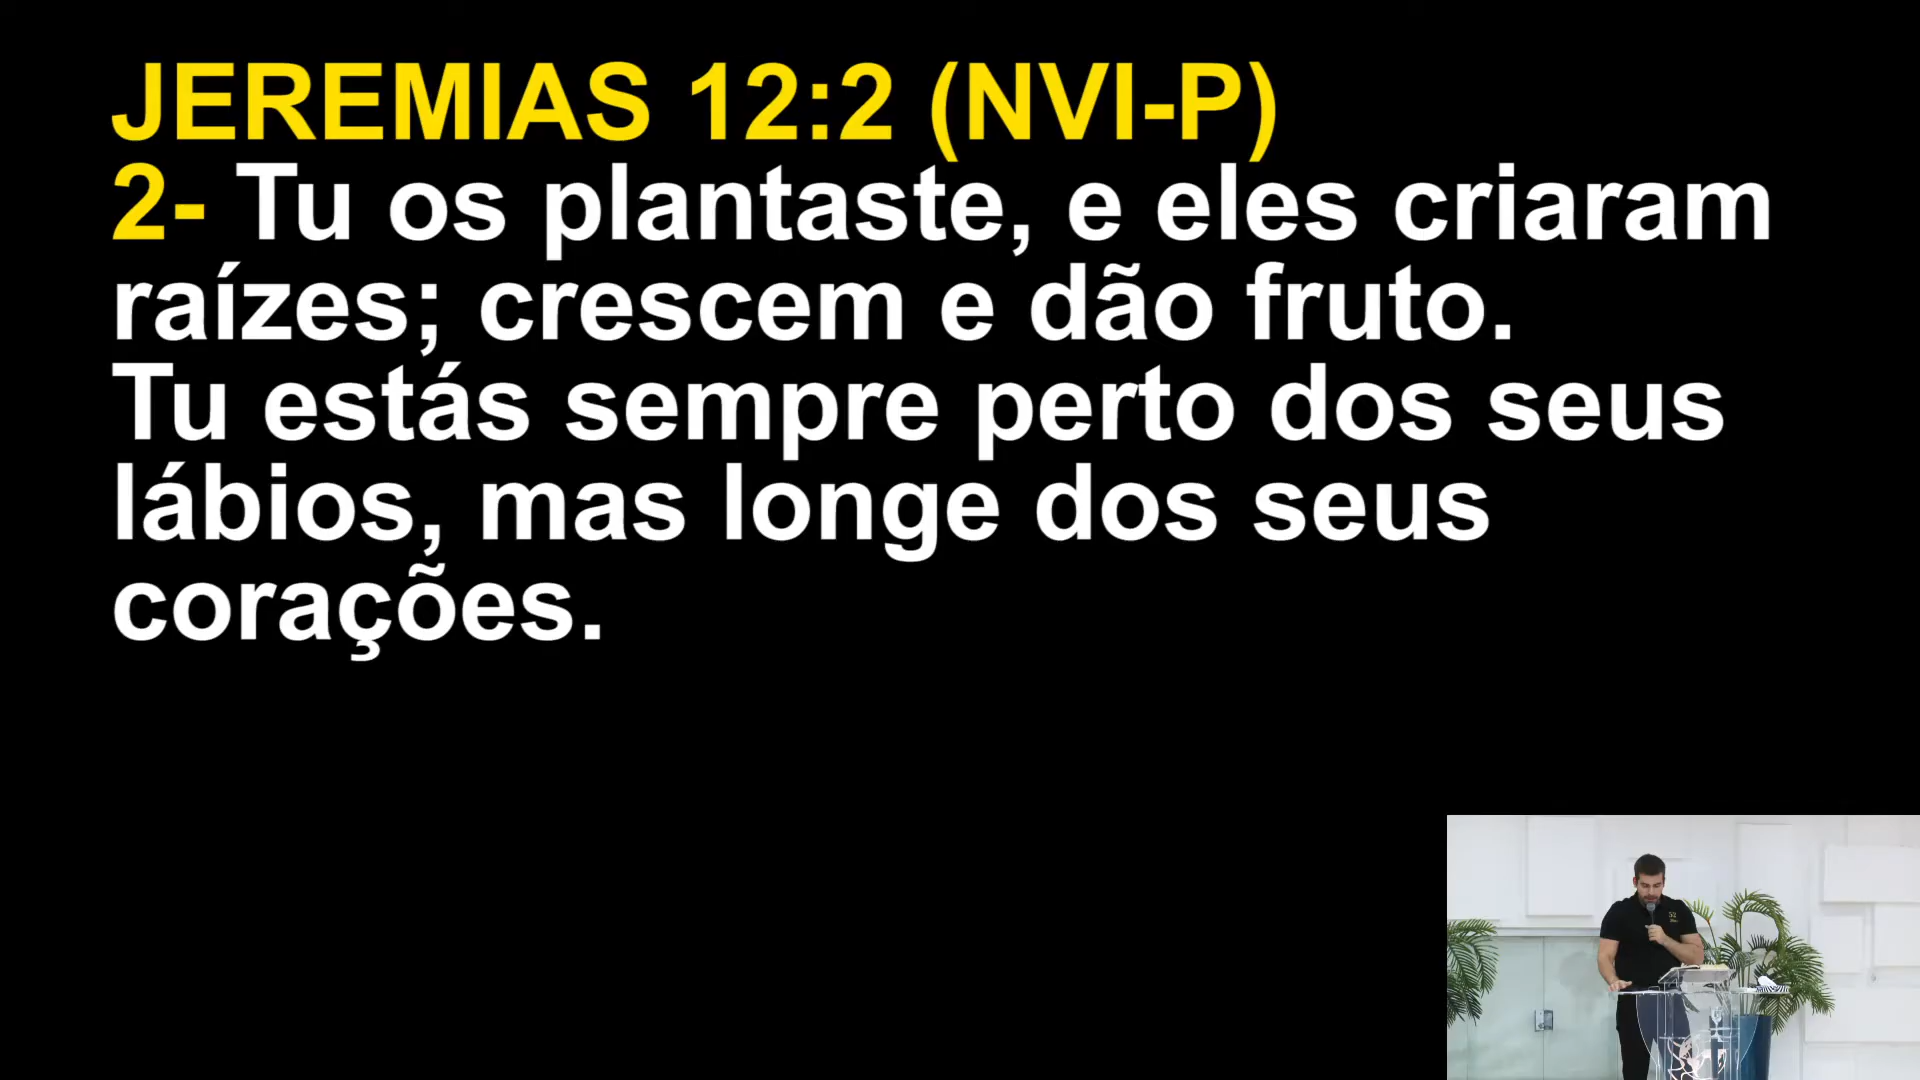 JEREMIAS 12:2 (NVI-P)
2- Tu os plantaste, e eles criaram
raízes; crescem e dão fruto.
Tu estás sempre perto dos seus
lábios, mas longe dos seus
corações.